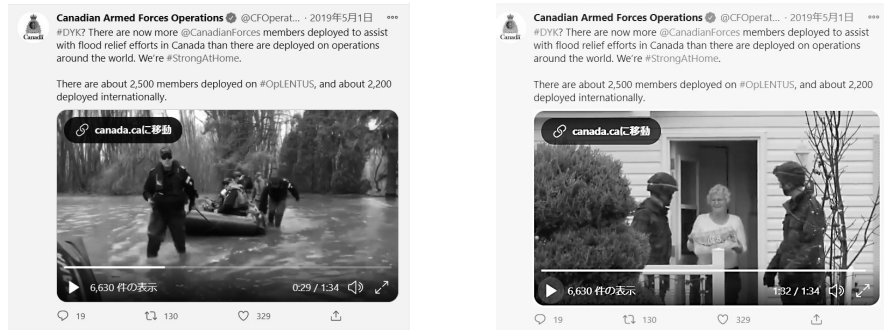 Canadian Armed Forces Operations @CFOperat... · 2019年5月1日
#DYK? There are now more @CanadianForces members deployed to assist
with flood relief efforts in Canada than there are deployed on operations
around the world. We're #StrongAtHome.
There are about 2,500 members deployed on #OpLENTUS, and about 2,200
deployed internationally.
canada.caに移動
6,630 件の表示 0:29 / 1:34
19 130 329
Canadian Armed Forces Operations @CFOperat... · 2019年5月1日
#DYK? There are now more @CanadianForces members deployed to assist
with flood relief efforts in Canada than there are deployed on operations
around the world. We're #StrongAtHome.
There are about 2,500 members deployed on #OpLENTUS, and about 2,200
deployed internationally.
canada.caに移動
6,630 件の表示 1:32 / 1:34
19 130 329